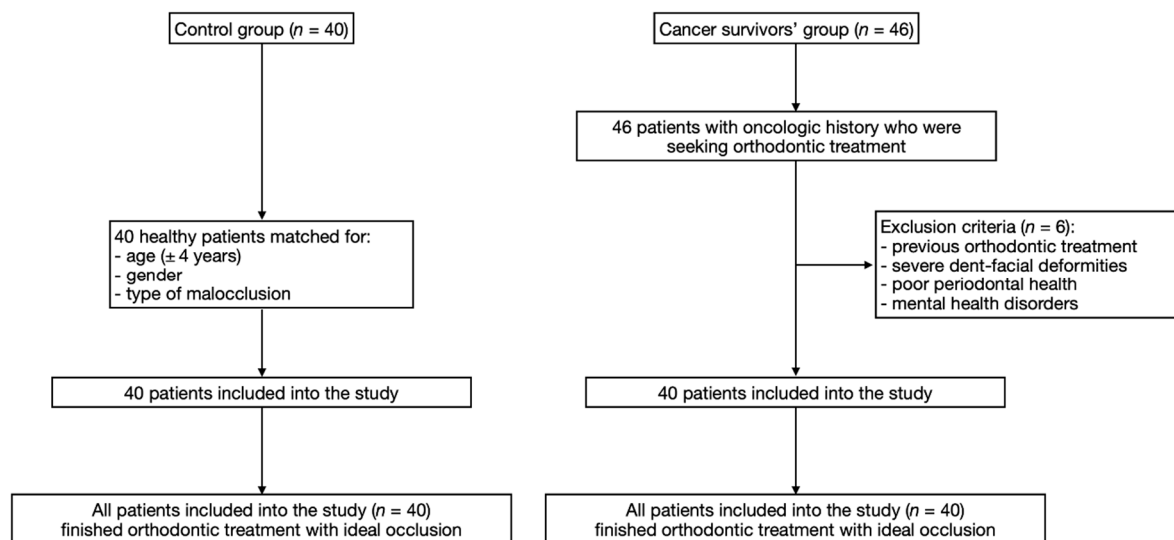 Control group (n = 40)
40 healthy patients matched for:
- age (± 4 years)
- gender
- type of malocclusion
40 patients included into the study
All patients included into the study (n = 40)
finished orthodontic treatment with ideal occlusion
Cancer survivors’ group (n = 46)
46 patients with oncologic history who were
seeking orthodontic treatment
Exclusion criteria (n = 6):
- previous orthodontic treatment
- severe dent-facial deformities
- poor periodontal health
- mental health disorders
40 patients included into the study
All patients included into the study (n = 40)
finished orthodontic treatment with ideal occlusion